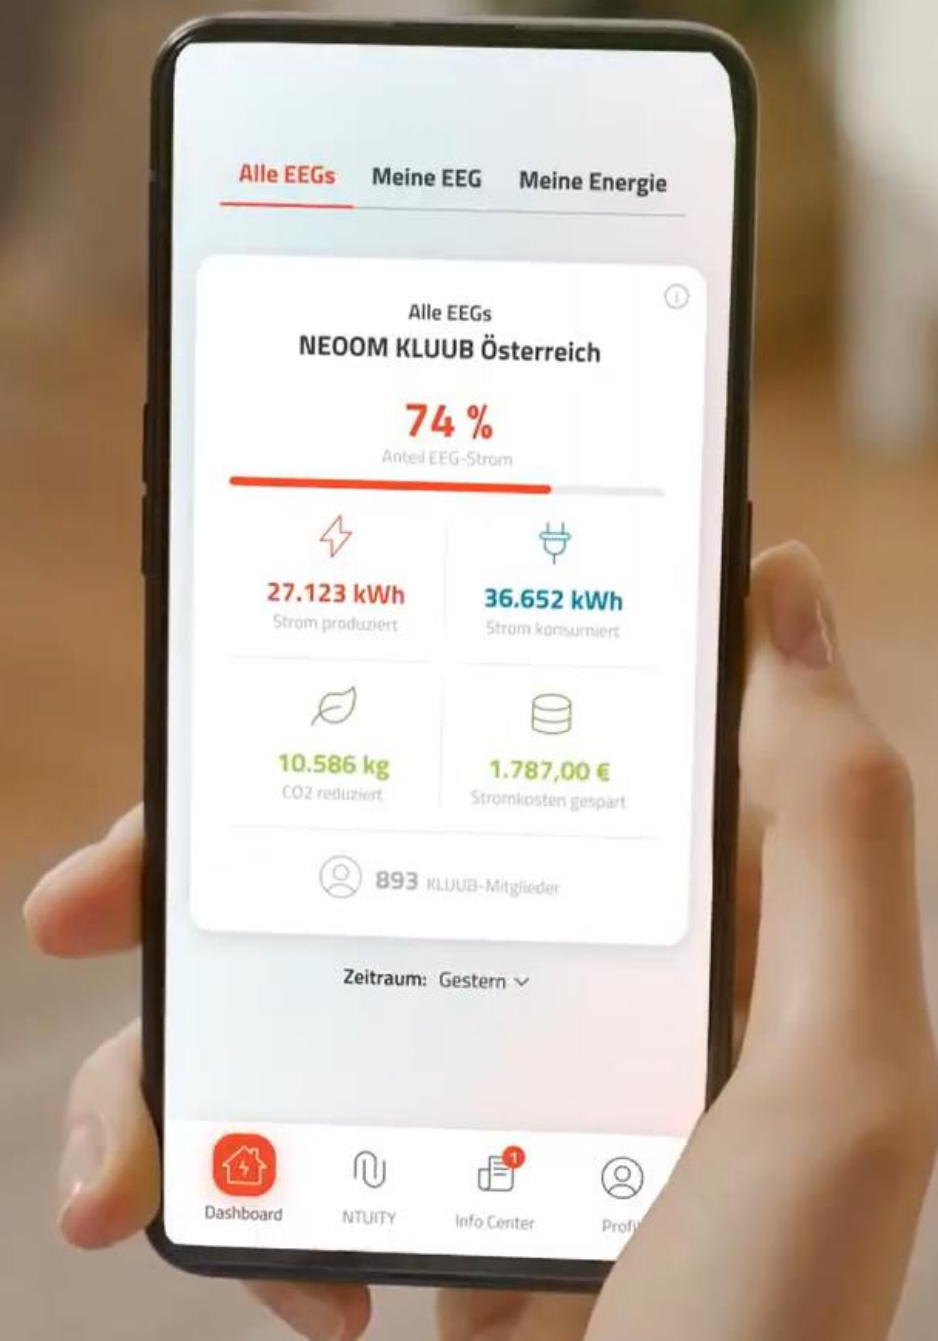 Alle EEGs Meine EEG Meine Energie
Alle EEGs
NEOOM KLUUB Österreich
74 %
Anteil EEG-Strom
27.123 kWh
Strom produziert
36.652 kWh
Strom konsumiert
10.586 kg
CO2 reduziert
1.787,00 €
Stromkosten gespart
893 KLUUB-Mitglieder
Zeitraum: Gestern
1
Dashboard NTUITY Info Center Profil